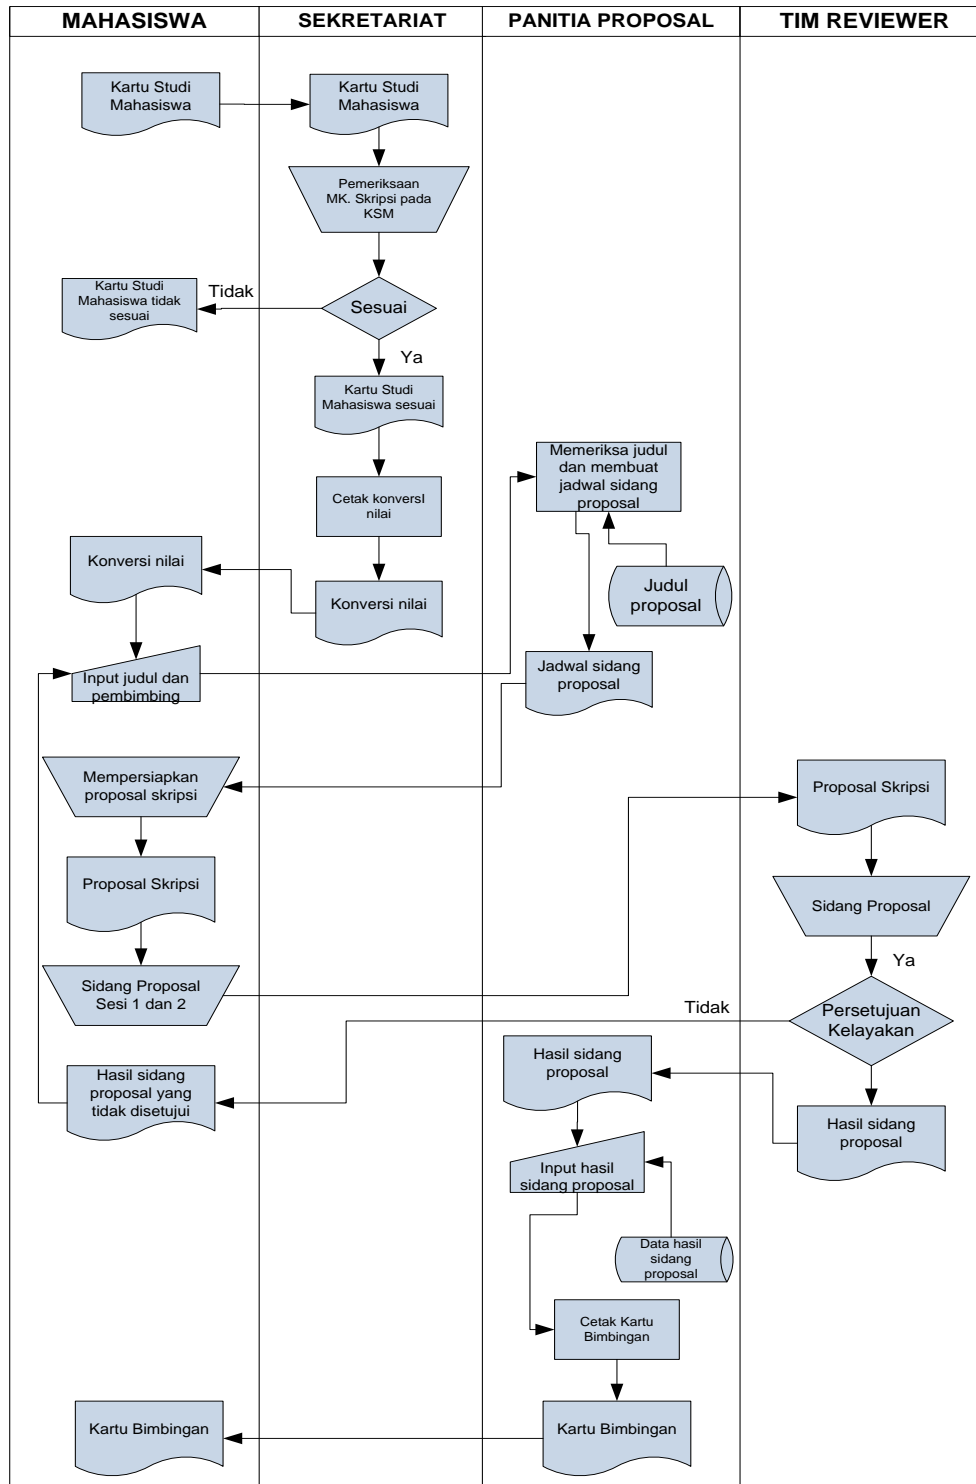 MAHASISWA
SEKRETARIAT
PANITIA PROPOSAL
TIM REVIEWER
Kartu Studi
Mahasiswa
Kartu Studi
Mahasiswa
Pemeriksaan
MK. Skripsi pada
KSM
Sesuai
Tidak
Kartu Studi
Mahasiswa tidak
sesuai
Ya
Kartu Studi
Mahasiswa sesuai
Cetak konversI
nilai
Konversi nilai
Konversi nilai
Input judul dan
pembimbing
Memeriksa judul
dan membuat
jadwal sidang
proposal
Judul
proposal
Jadwal sidang
proposal
Mempersiapkan
proposal skripsi
Proposal Skripsi
Sidang Proposal
Sesi 1 dan 2
Proposal Skripsi
Sidang Proposal
Ya
Persetujuan
Kelayakan
Tidak
Hasil sidang
proposal yang
tidak disetujui
Hasil sidang
proposal
Hasil sidang
proposal
Input hasil
sidang proposal
Data hasil
sidang
proposal
Cetak Kartu
Bimbingan
Kartu Bimbingan
Kartu Bimbingan